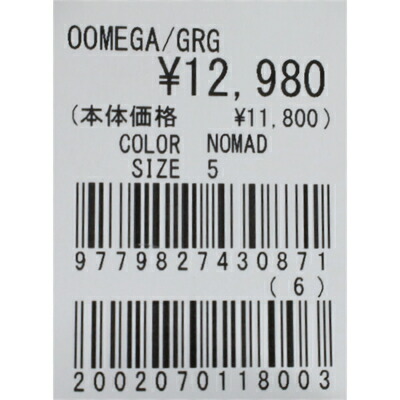 OOMEGA/GRG
¥12,980
(本体価格 ¥11,800)
COLOR NOMAD
SIZE 5
9779827430871
(6)
2002070118003